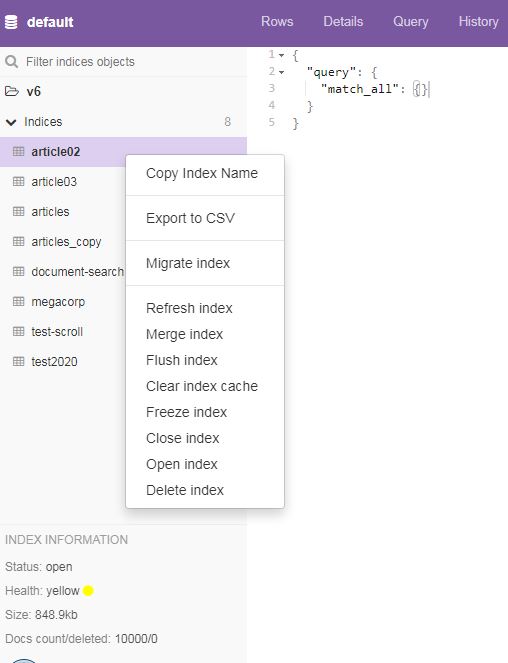 default
Rows Details Query History
Filter indices objects
v6
Indices 8
article02
article03
articles
articles_copy
document-search
megacorp
test-scroll
test2020
Copy Index Name
Export to CSV
Migrate index
Refresh index
Merge index
Flush index
Clear index cache
Freeze index
Close index
Open index
Delete index
1 {
2 "query": {
3 "match_all": {}
4 }
5 }
INDEX INFORMATION
Status: open
Health: yellow
Size: 848.9kb
Docs count/deleted: 10000/0